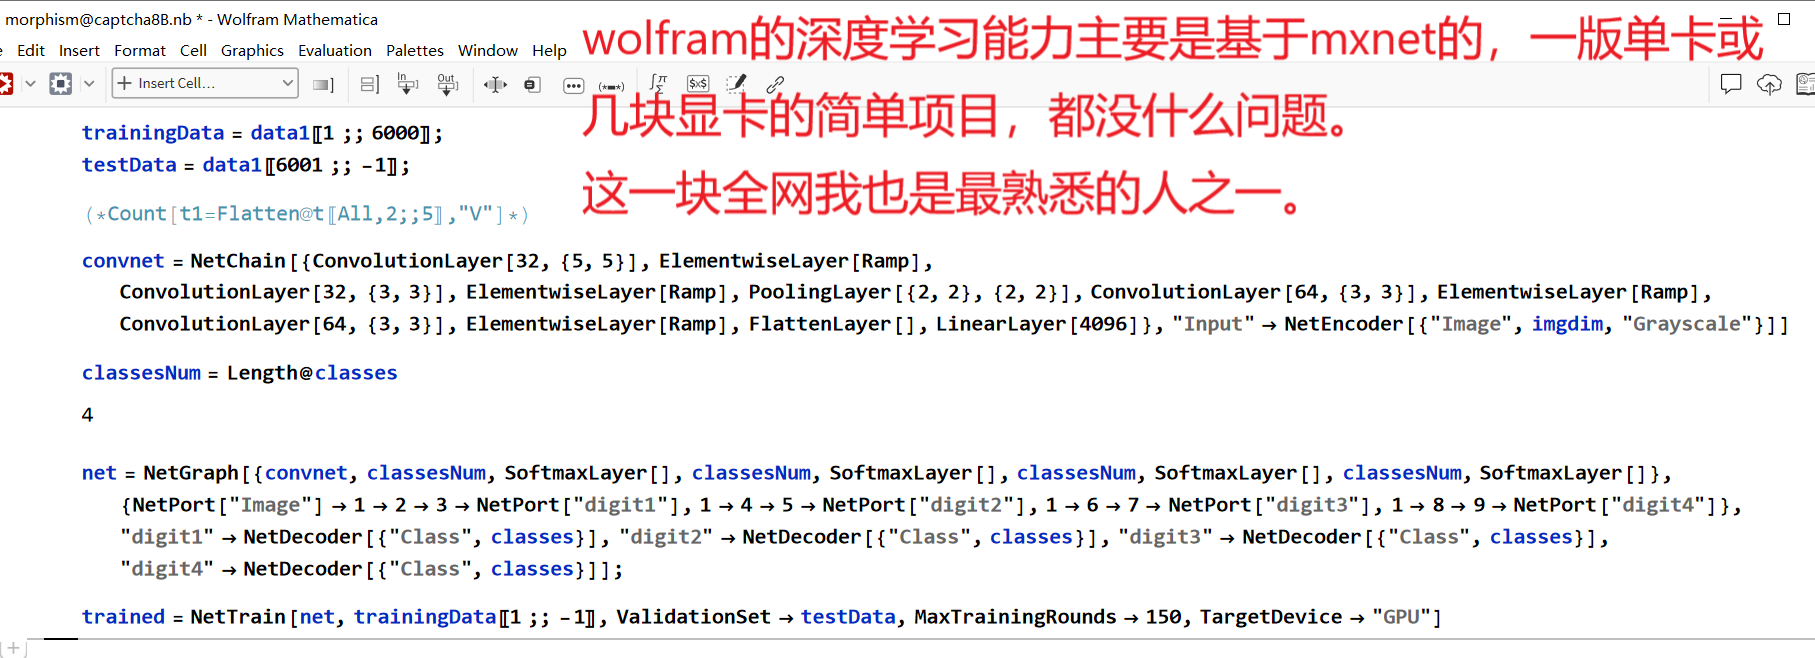 morphism@captcha8B.nb * - Wolfram Mathematica
Edit Insert Format Cell Graphics Evaluation Palettes Window Help
wolfram的深度学习能力主要是基于mxnet的，一版单卡或
Insert Cell...
In
Out
$x$
几块显卡的简单项目，都没什么问题。
这一块全网我也是最熟悉的人之一。
trainingData = data1〚1 ;; 6000〛;
testData = data1〚6001 ;; -1〛;
(*Count[t1=Flatten@t〚All,2;;5〛,"V"]*)
convnet = NetChain[{ConvolutionLayer[32, {5, 5}], ElementwiseLayer[Ramp],
ConvolutionLayer[32, {3, 3}], ElementwiseLayer[Ramp], PoolingLayer[{2, 2}, {2, 2}], ConvolutionLayer[64, {3, 3}], ElementwiseLayer[Ramp],
ConvolutionLayer[64, {3, 3}], ElementwiseLayer[Ramp], FlattenLayer[], LinearLayer[4096]}, "Input" → NetEncoder[{"Image", imgdim, "Grayscale"}]]
classesNum = Length@classes
4
net = NetGraph[{convnet, classesNum, SoftmaxLayer[], classesNum, SoftmaxLayer[], classesNum, SoftmaxLayer[], classesNum, SoftmaxLayer[]},
{NetPort["Image"] → 1 → 2 → 3 → NetPort["digit1"], 1 → 4 → 5 → NetPort["digit2"], 1 → 6 → 7 → NetPort["digit3"], 1 → 8 → 9 → NetPort["digit4"]},
"digit1" → NetDecoder[{"Class", classes}], "digit2" → NetDecoder[{"Class", classes}], "digit3" → NetDecoder[{"Class", classes}],
"digit4" → NetDecoder[{"Class", classes}]];
trained = NetTrain[net, trainingData〚1 ;; -1〛, ValidationSet → testData, MaxTrainingRounds → 150, TargetDevice → "GPU"]